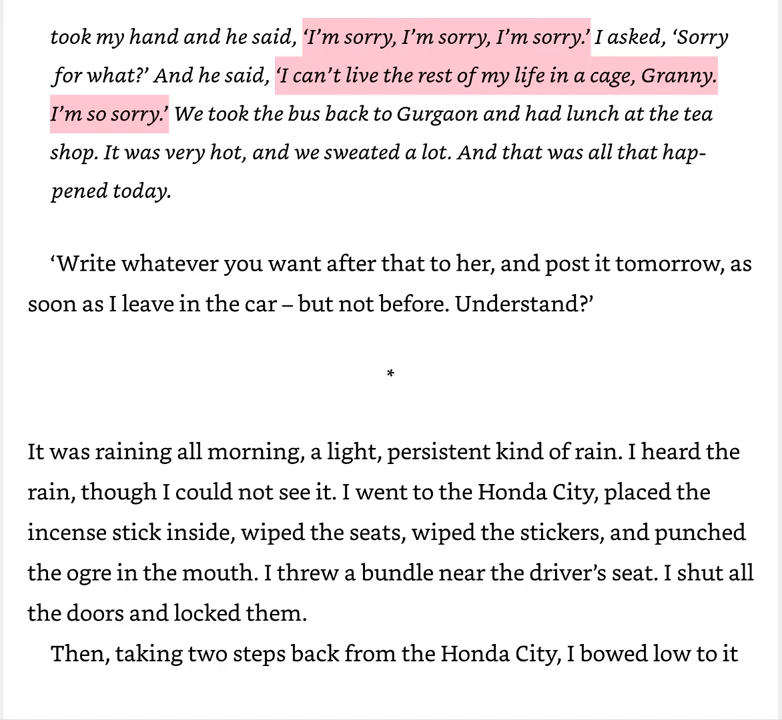 took my hand and he said, ‘I’m sorry, I’m sorry, I’m sorry.’ I asked, ‘Sorry
for what?’ And he said, ‘I can’t live the rest of my life in a cage, Granny.
I’m so sorry.’ We took the bus back to Gurgaon and had lunch at the tea
shop. It was very hot, and we sweated a lot. And that was all that hap-
pened today.
‘Write whatever you want after that to her, and post it tomorrow, as
soon as I leave in the car – but not before. Understand?’
*
It was raining all morning, a light, persistent kind of rain. I heard the
rain, though I could not see it. I went to the Honda City, placed the
incense stick inside, wiped the seats, wiped the stickers, and punched
the ogre in the mouth. I threw a bundle near the driver’s seat. I shut all
the doors and locked them.
Then, taking two steps back from the Honda City, I bowed low to it